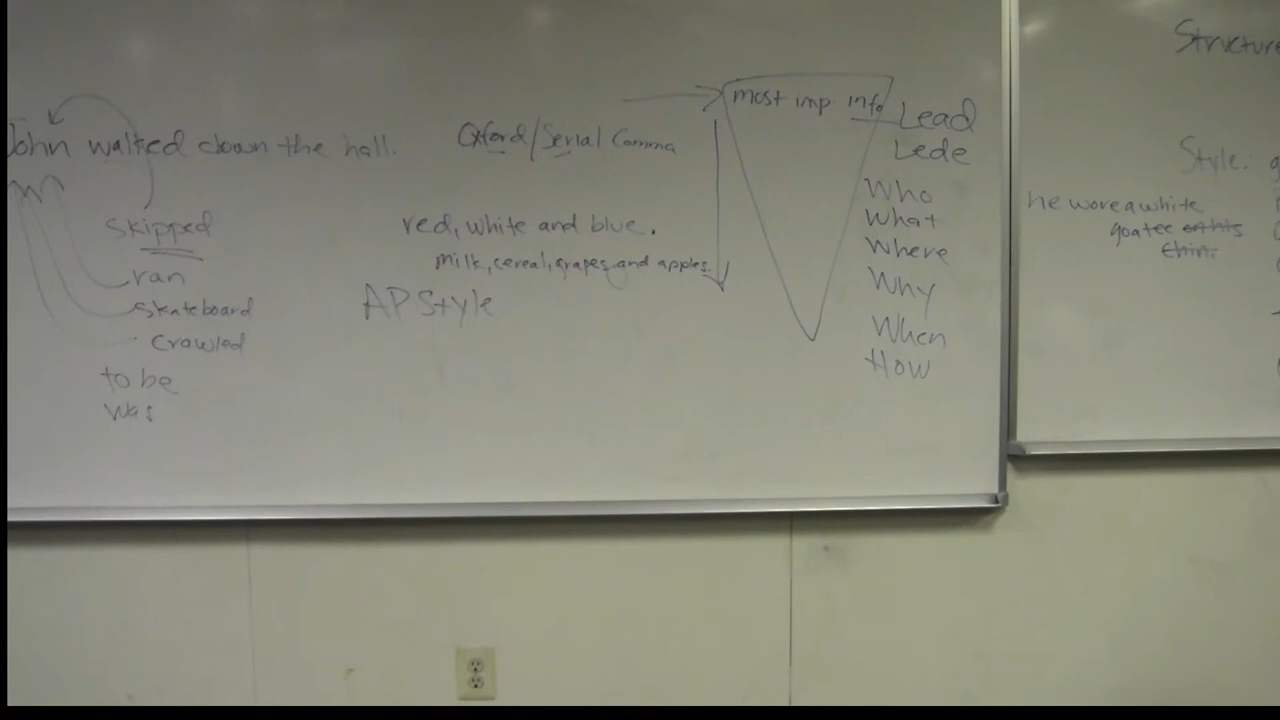 John walked down the hall.
skipped
ran
skateboard
crawled
to be
was
Oxford/Serial Comma
red, white and blue.
milk, cereal, grapes, and apples.
AP Style
most imp info
Lead
Lede
Who
What
Where
Why
When
How
Structure
Style:
he wore a white
goatee on his
chin.